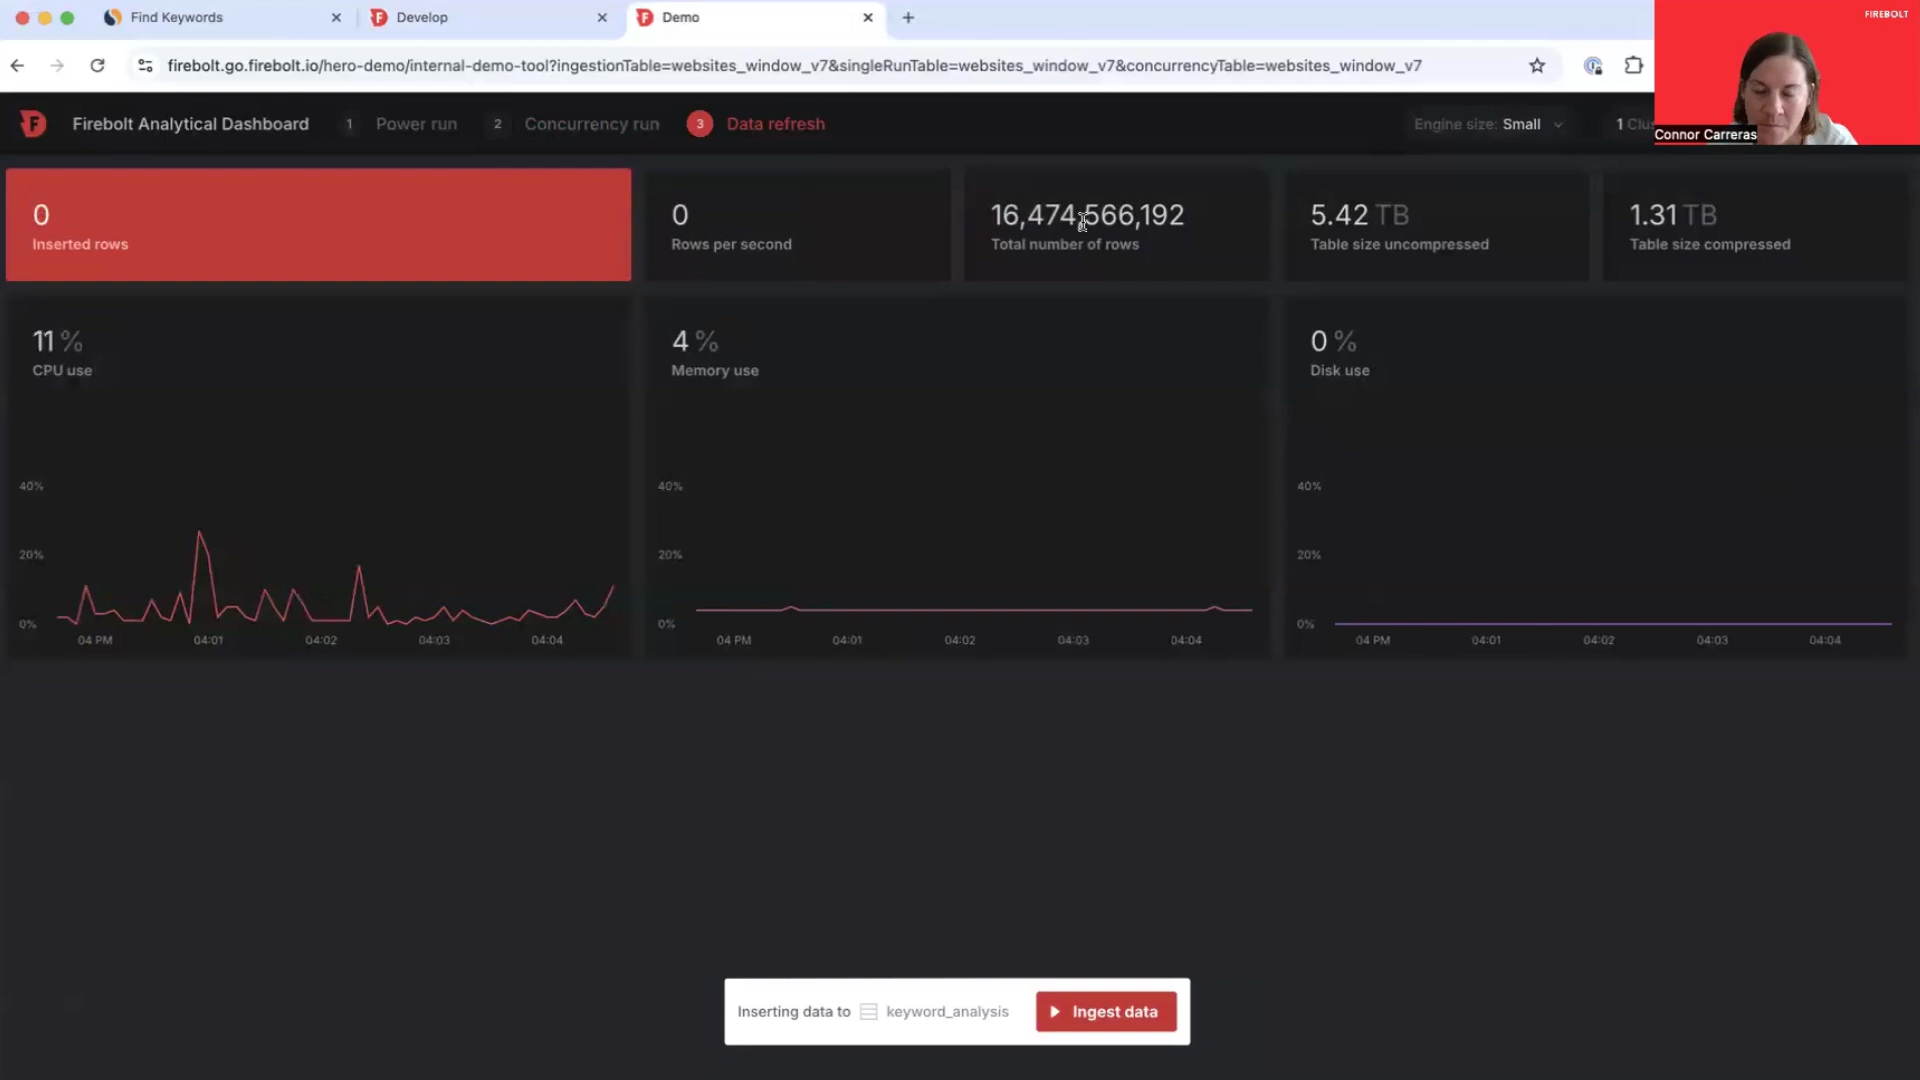 Find Keywords
Develop
Demo
FIREBOLT
firebolt.go.firebolt.io/hero-demo/internal-demo-tool?ingestionTable=websites_window_v7&singleRunTable=websites_window_v7&concurrencyTable=websites_window_v7
Connor Carreras
Firebolt Analytical Dashboard
1 Power run
2 Concurrency run
3 Data refresh
Engine size: Small
1 Clu
0
Inserted rows
0
Rows per second
16,474,566,192
Total number of rows
5.42 TB
Table size uncompressed
1.31 TB
Table size compressed
11 %
CPU use
40%
20%
0%
04 PM 04:01 04:02 04:03 04:04
4 %
Memory use
40%
20%
0%
04 PM 04:01 04:02 04:03 04:04
0 %
Disk use
40%
20%
0%
04 PM 04:01 04:02 04:03 04:04
Inserting data to keyword_analysis
Ingest data